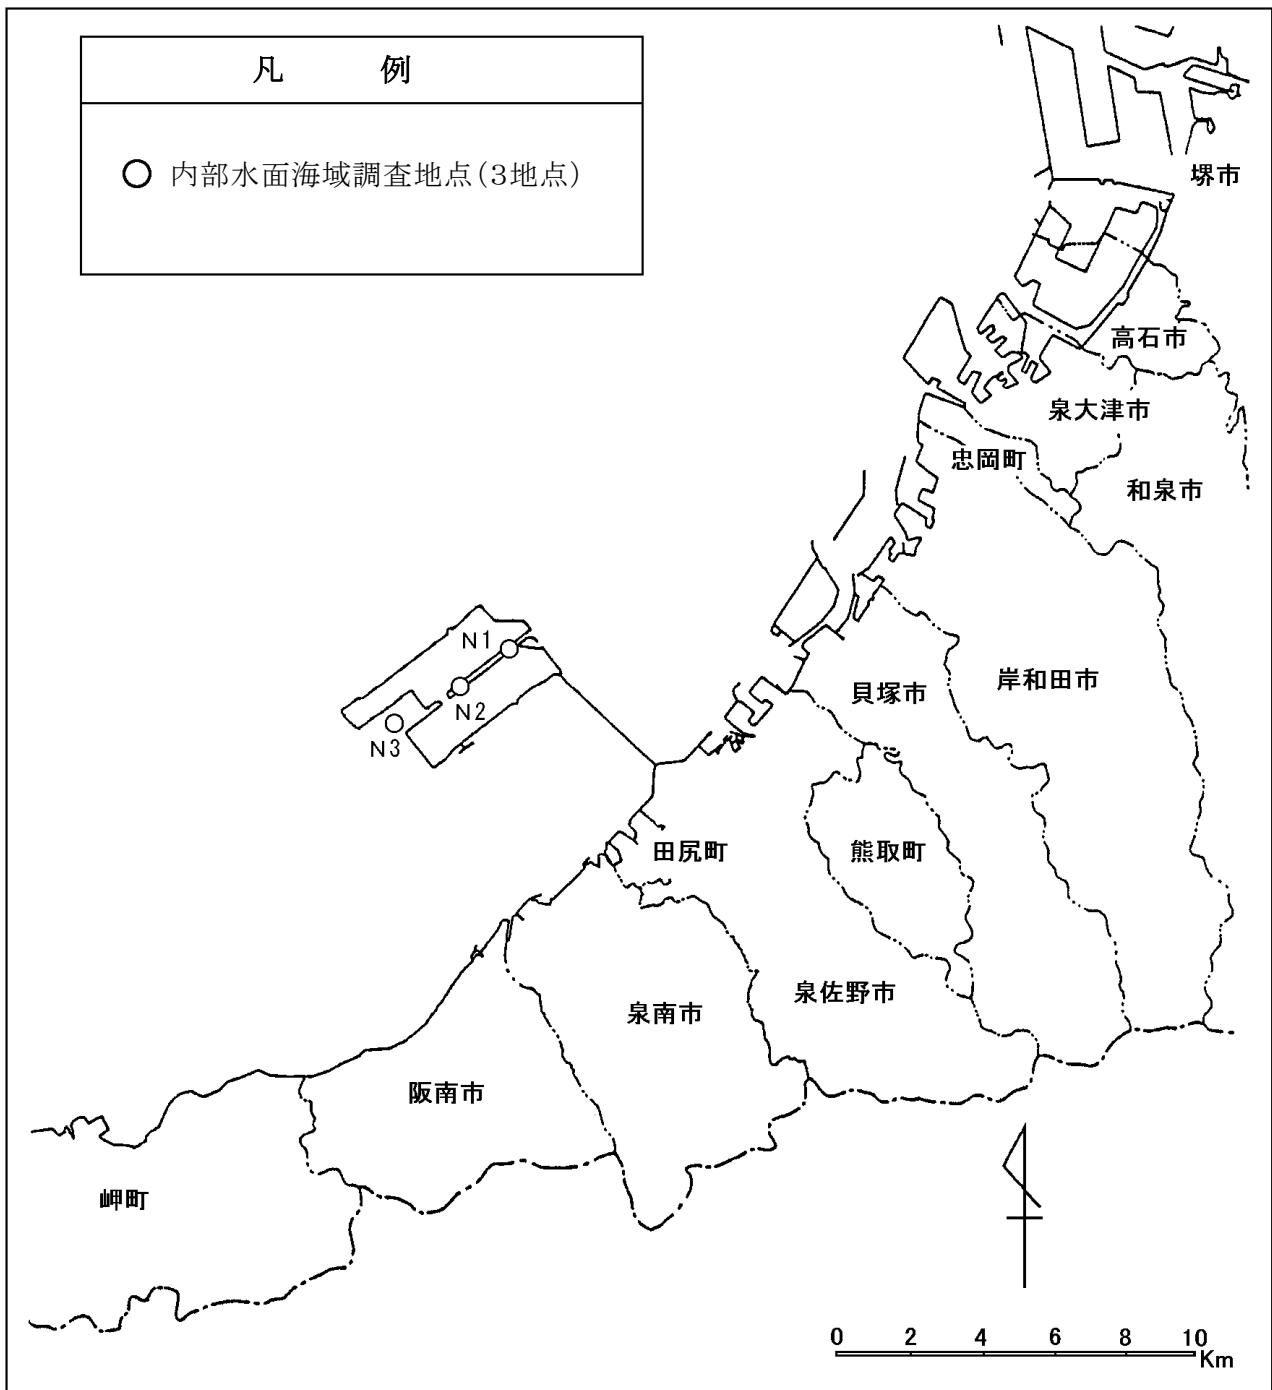 凡 例
○ 内部水面海域調査地点(3地点)
堺市
高石市
泉大津市
忠岡町
和泉市
N1
岸和田市
貝塚市
N2
N3
田尻町
熊取町
泉佐野市
泉南市
阪南市
岬町
0 2 4 6 8 10
Km